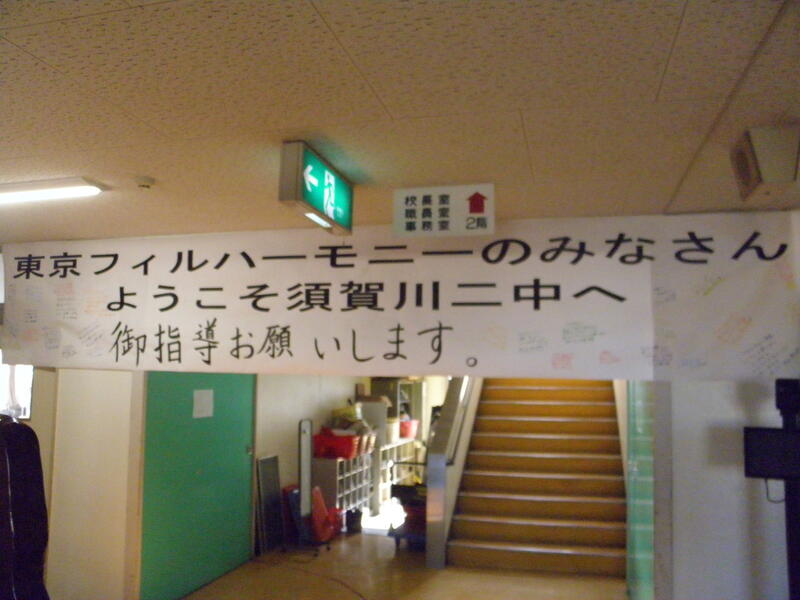 校長室
職員室
事務室 2階
東京フィルハーモニーのみなさん
ようこそ須賀川二中へ
御指導お願いします。